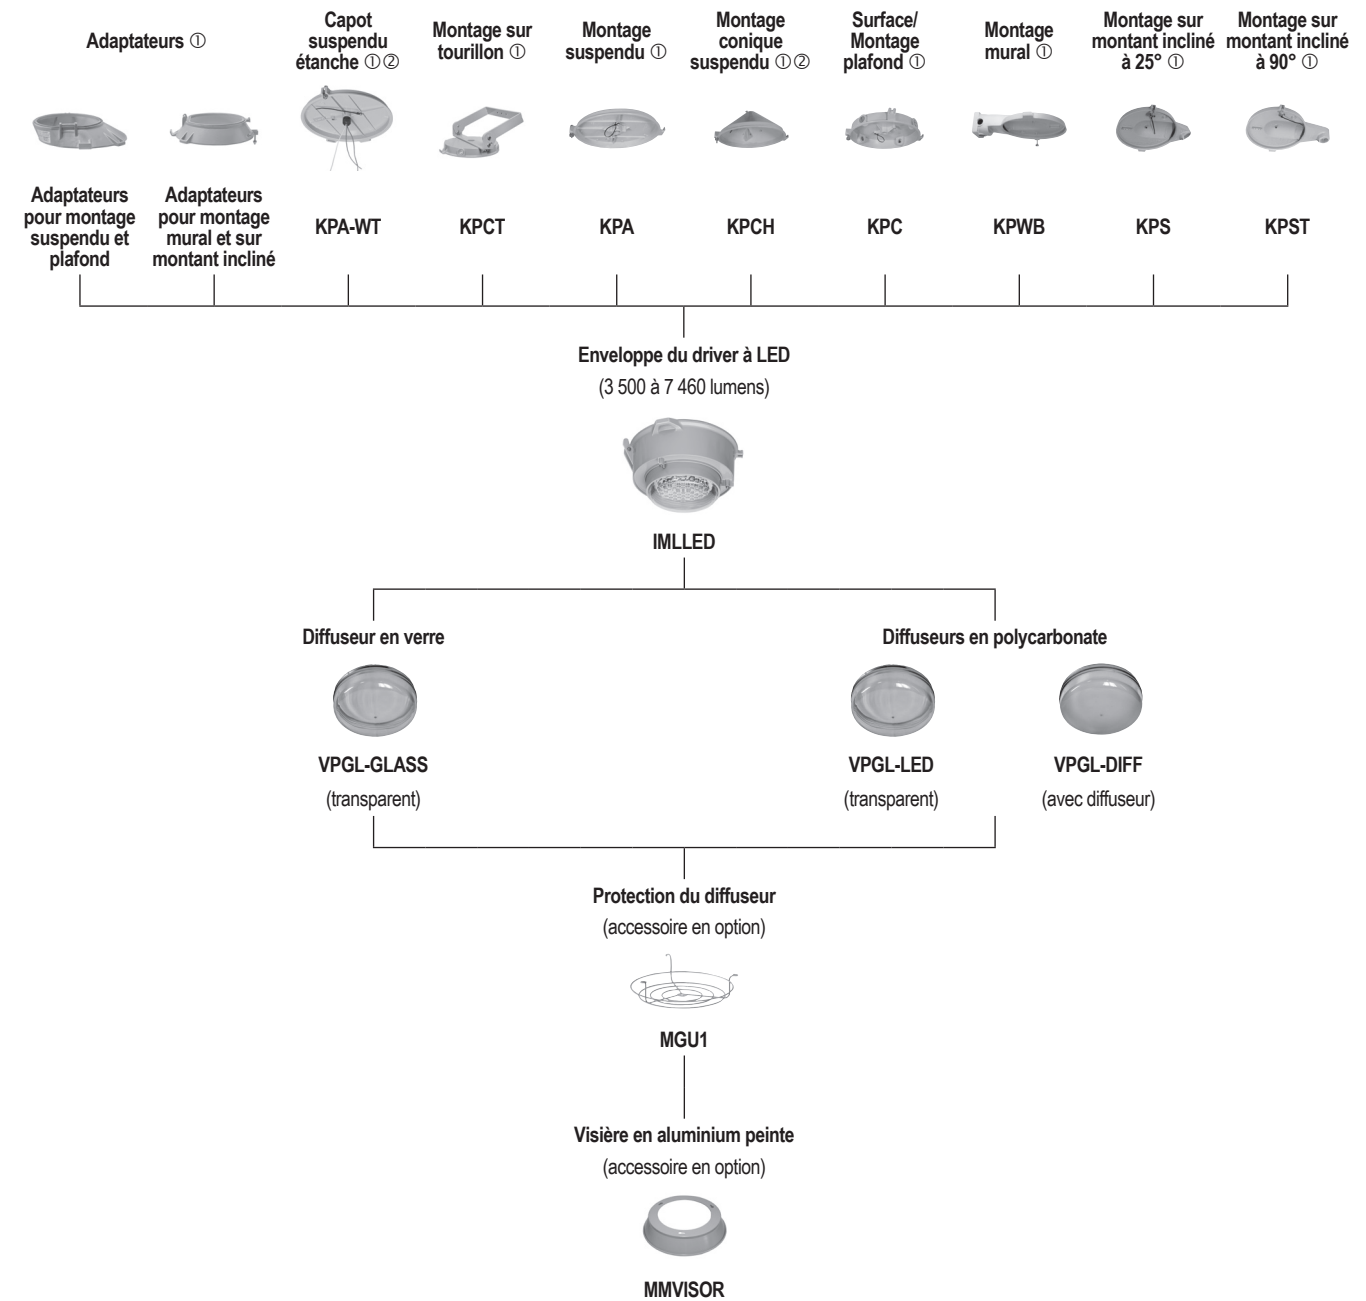 Adaptateurs ①
Capot
suspendu
étanche ①②
Montage sur
tourillon ①
Montage
suspendu ①
Montage
conique
suspendu ①②
Surface/
Montage
plafond ①
Montage
mural ①
Montage sur
montant incliné
à 25° ①
Montage sur
montant incliné
à 90° ①
Adaptateurs
pour montage
suspendu et
plafond
Adaptateurs
pour montage
mural et sur
montant incliné
KPA-WT
KPCT
KPA
KPCH
KPC
KPWB
KPS
KPST
Enveloppe du driver à LED
(3 500 à 7 460 lumens)
IMLLED
Diffuseur en verre
Diffuseurs en polycarbonate
VPGL-GLASS
(transparent)
VPGL-LED
(transparent)
VPGL-DIFF
(avec diffuseur)
Protection du diffuseur
(accessoire en option)
MGU1
Visière en aluminium peinte
(accessoire en option)
MMVISOR